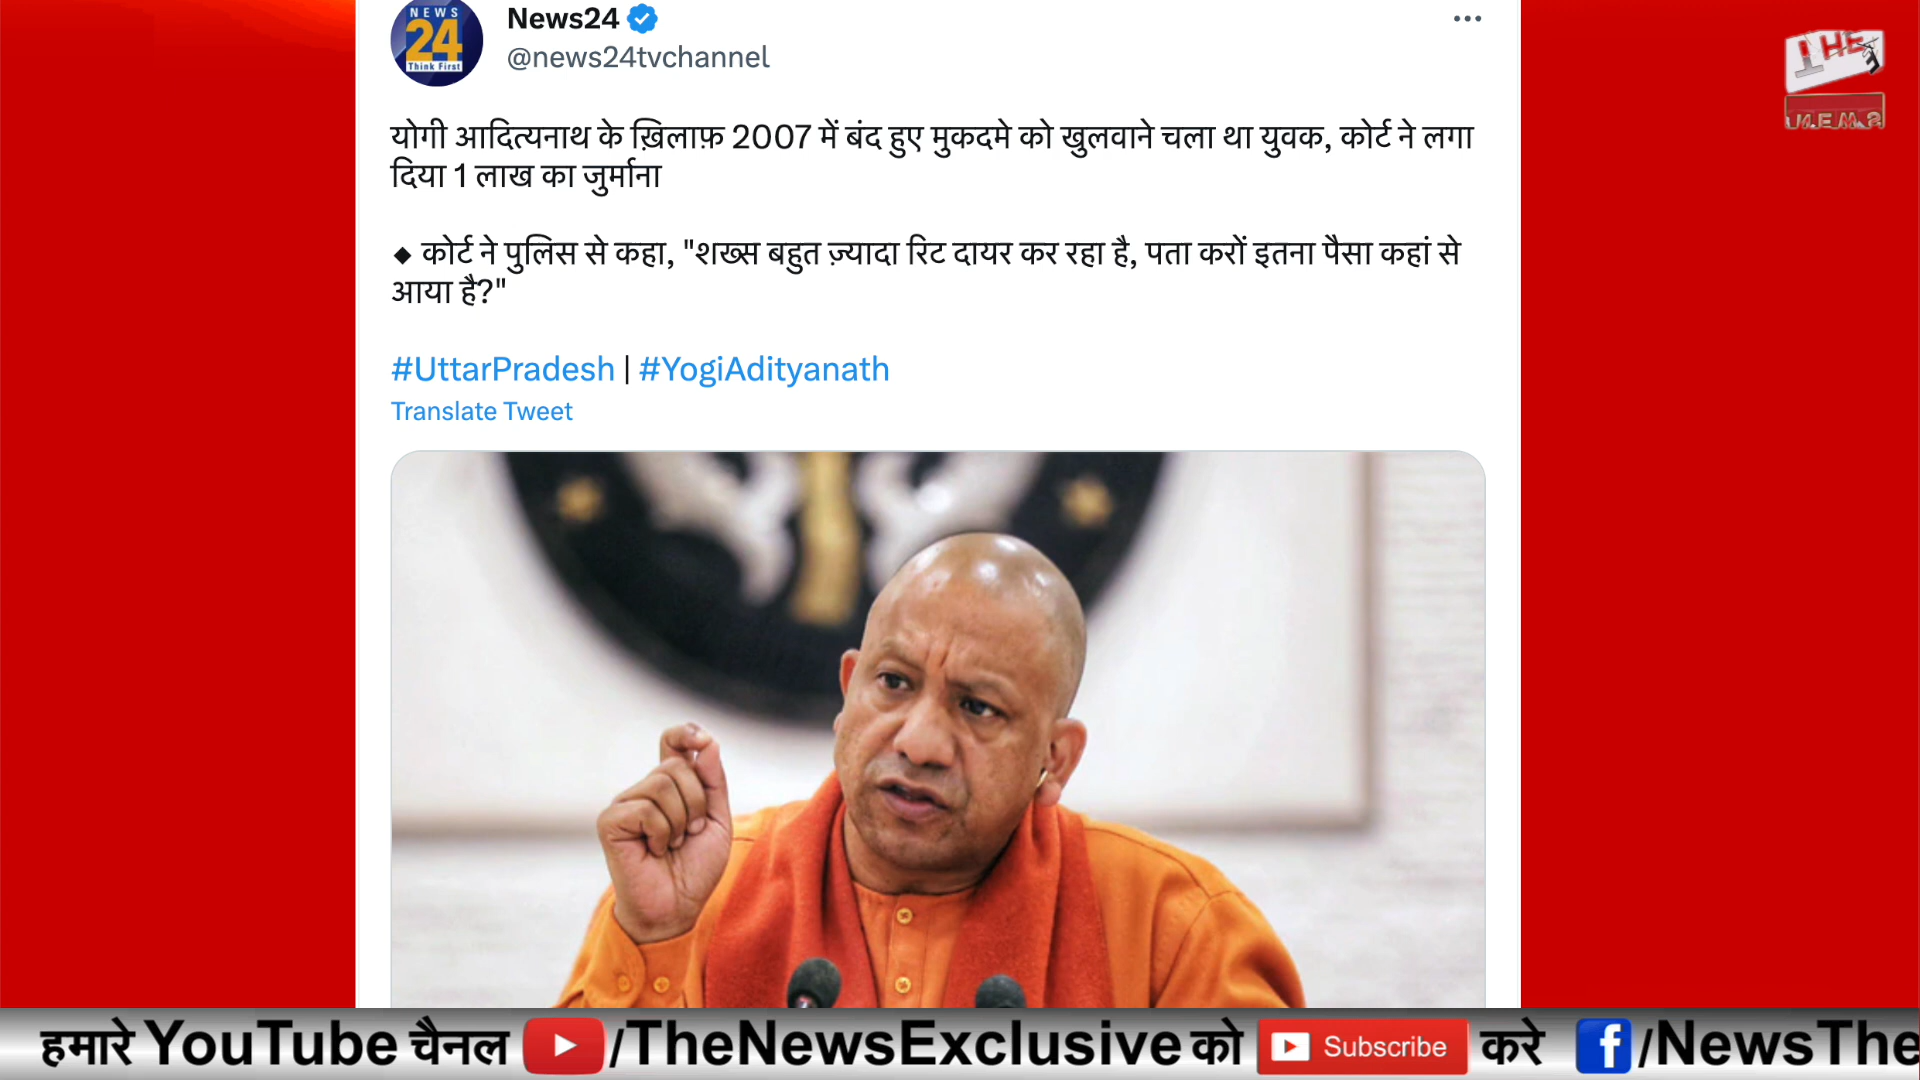 NEWS
24
Think First
News24
@news24tvchannel
योगी आदित्यनाथ के ख़िलाफ़ 2007 में बंद हुए मुकदमे को खुलवाने चला था युवक, कोर्ट ने लगा
दिया 1 लाख का जुर्माना
◆ कोर्ट ने पुलिस से कहा, "शख्स बहुत ज़्यादा रिट दायर कर रहा है, पता करों इतना पैसा कहां से
आया है?"
#UttarPradesh | #YogiAdityanath
Translate Tweet
THE
हमारे YouTube चैनल /TheNewsExclusive को Subscribe करे f /NewsThe